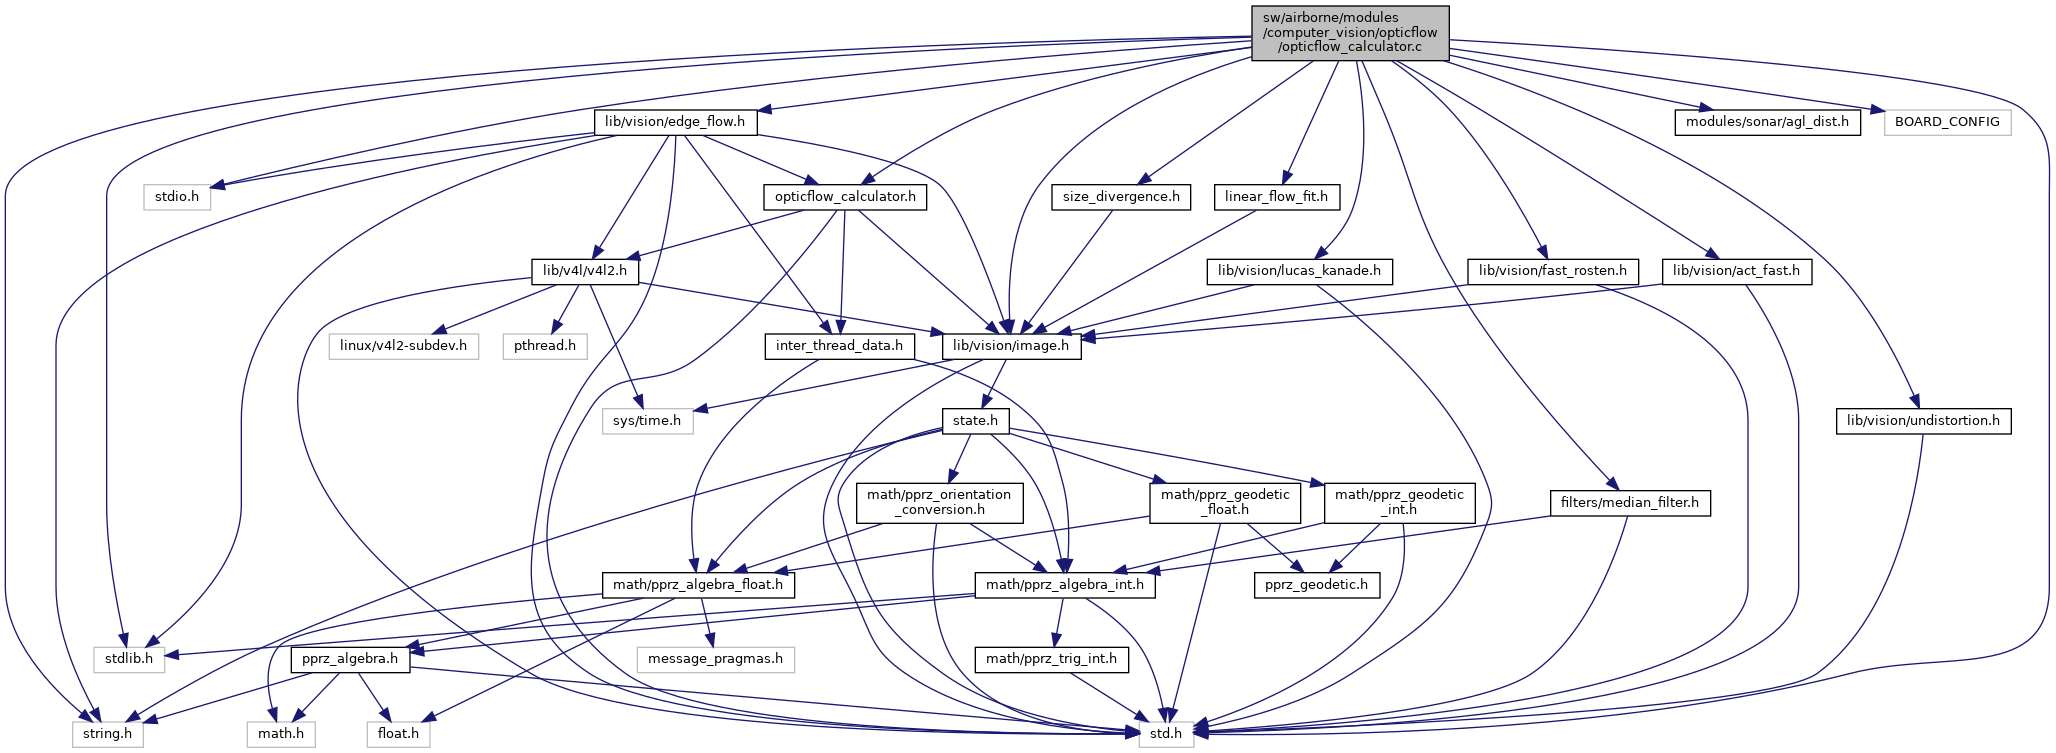 sw/airborne/modules
/computer_vision/opticflow
/opticflow_calculator.c
lib/vision/edge_flow.h
modules/sonar/agl_dist.h
BOARD_CONFIG
stdio.h
opticflow_calculator.h
size_divergence.h
linear_flow_fit.h
lib/v4l/v4l2.h
lib/vision/lucas_kanade.h
lib/vision/fast_rosten.h
lib/vision/act_fast.h
linux/v4l2-subdev.h
pthread.h
inter_thread_data.h
lib/vision/image.h
sys/time.h
state.h
lib/vision/undistortion.h
math/pprz_orientation
_conversion.h
math/pprz_geodetic
_float.h
math/pprz_geodetic
_int.h
filters/median_filter.h
math/pprz_algebra_float.h
math/pprz_algebra_int.h
pprz_geodetic.h
stdlib.h
pprz_algebra.h
message_pragmas.h
math/pprz_trig_int.h
string.h
math.h
float.h
std.h